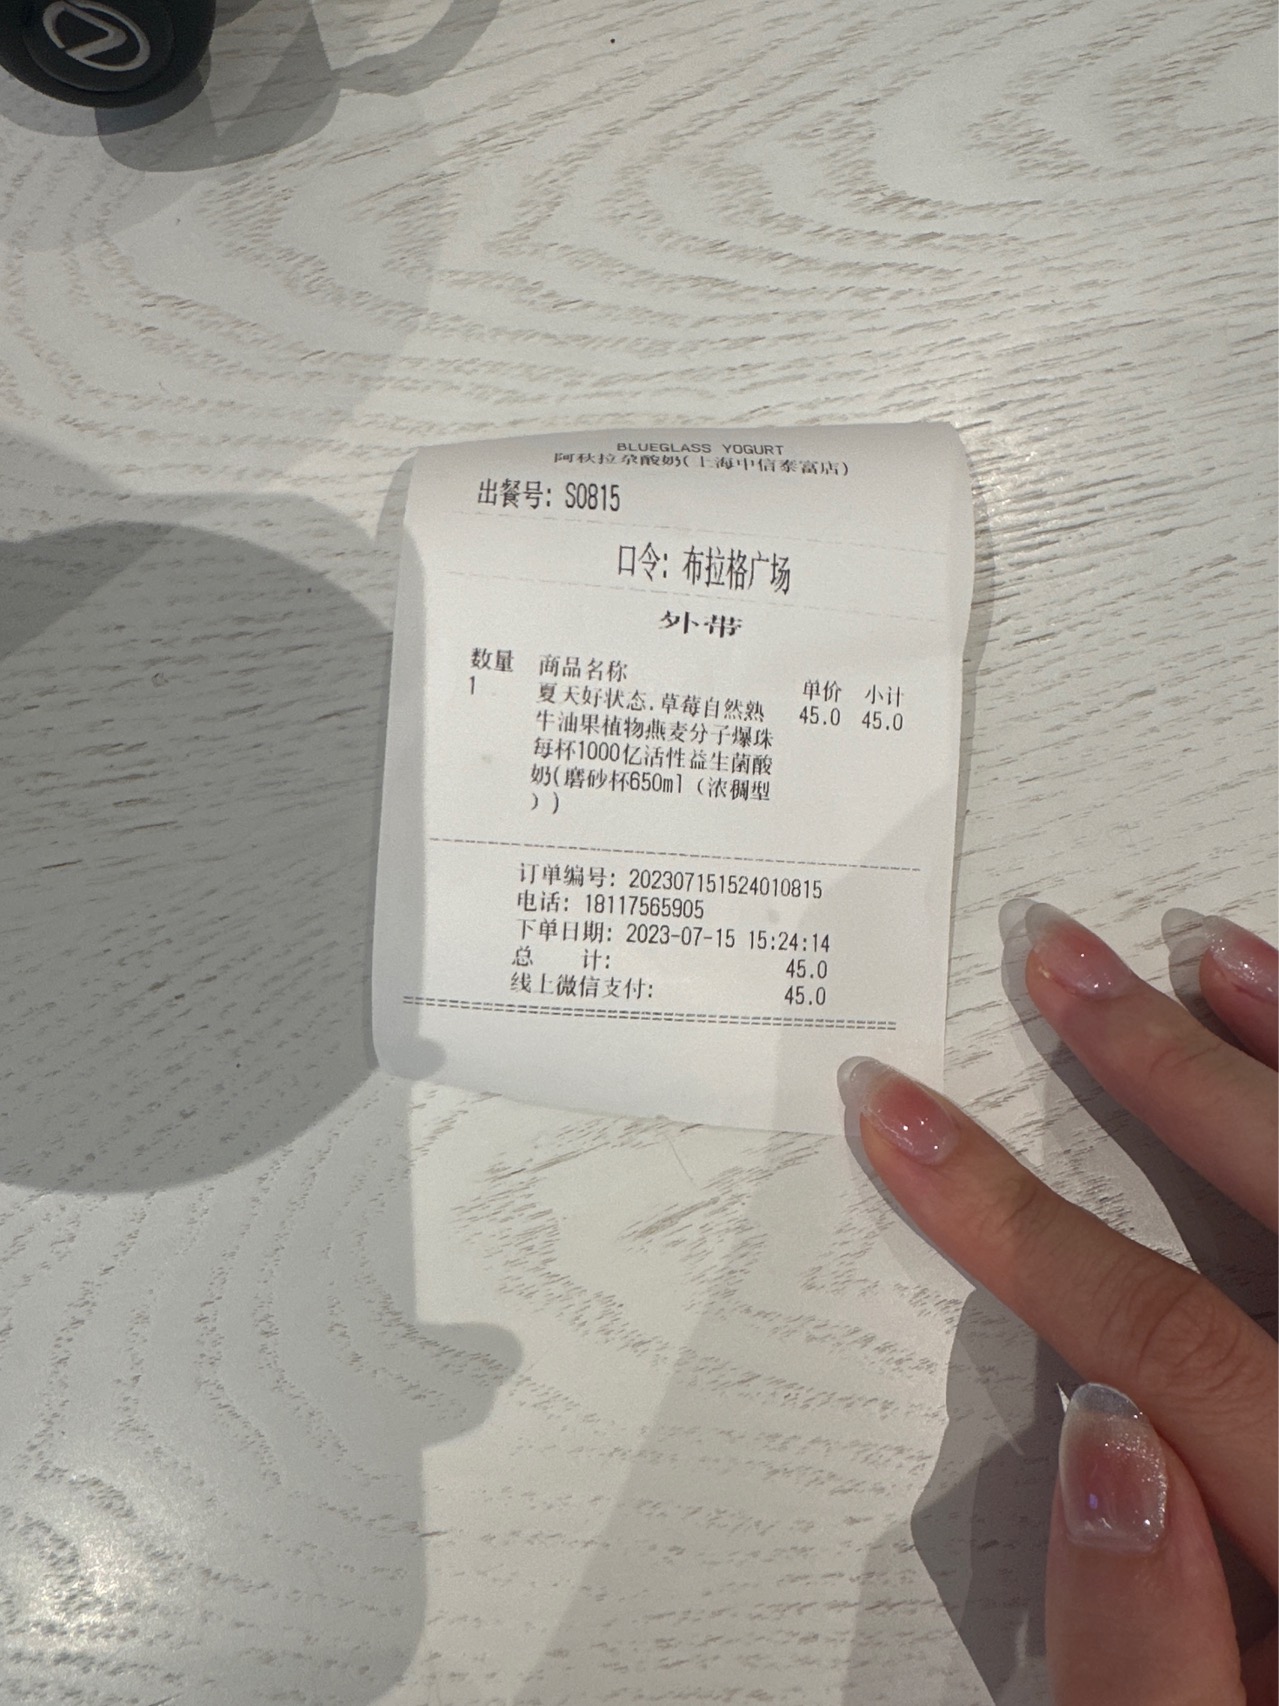 BLUEGLASS YOGURT
阿秋拉尕酸奶(上海中信泰富店)
出餐号: S0815
口令: 布拉格广场
外带
数量 商品名称 单价 小计
1 夏天好状态.草莓自然熟 45.0 45.0
牛油果植物燕麦分子爆珠
每杯1000亿活性益生菌酸
奶(磨砂杯650ml（浓稠型
）)
订单编号: 202307151524010815
电话: 18117565905
下单日期: 2023-07-15 15:24:14
总 计: 45.0
线上微信支付: 45.0